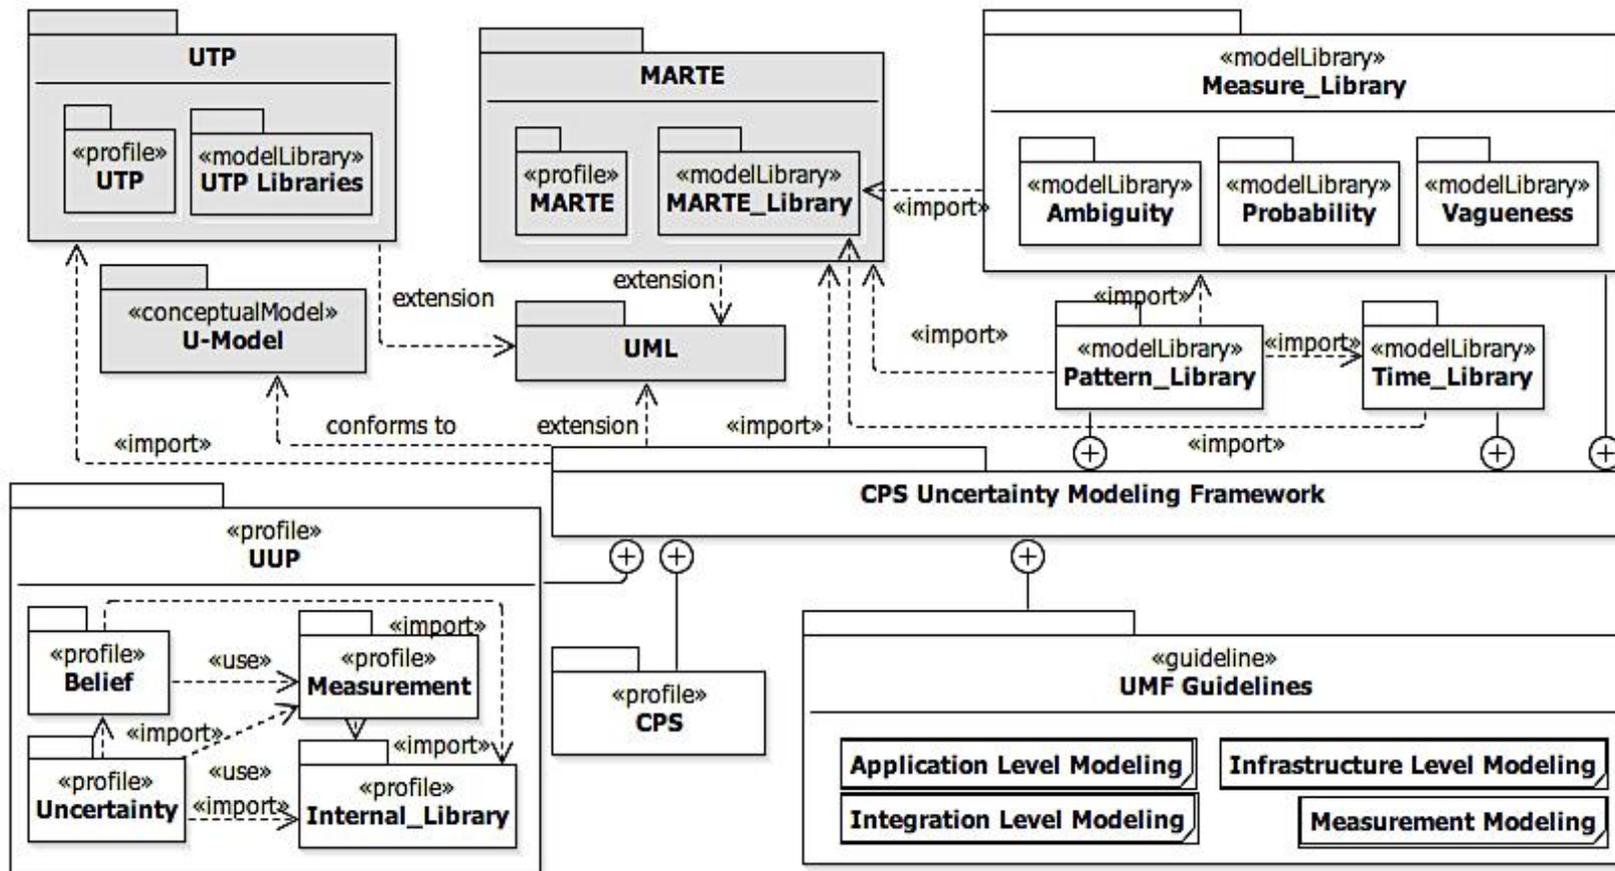 UTP
«profile»
UTP
«modelLibrary»
UTP Libraries
MARTE
«profile»
MARTE
«modelLibrary»
MARTE_Library
«import»
«modelLibrary»
Measure_Library
«modelLibrary»
Ambiguity
«modelLibrary»
Probability
«modelLibrary»
Vagueness
«conceptualModel»
U-Model
extension
extension
UML
«import»
«import»
«modelLibrary»
Pattern_Library
«import»
«modelLibrary»
Time_Library
«import»
conforms to
extension
«import»
«import»
CPS Uncertainty Modeling Framework
«profile»
UUP
«profile»
Belief
«use»
«import»
«profile»
Measurement
«import»
«import»
«profile»
Uncertainty
«use»
«import»
«profile»
Internal_Library
«profile»
CPS
«guideline»
UMF Guidelines
Application Level Modeling
Infrastructure Level Modeling
Integration Level Modeling
Measurement Modeling